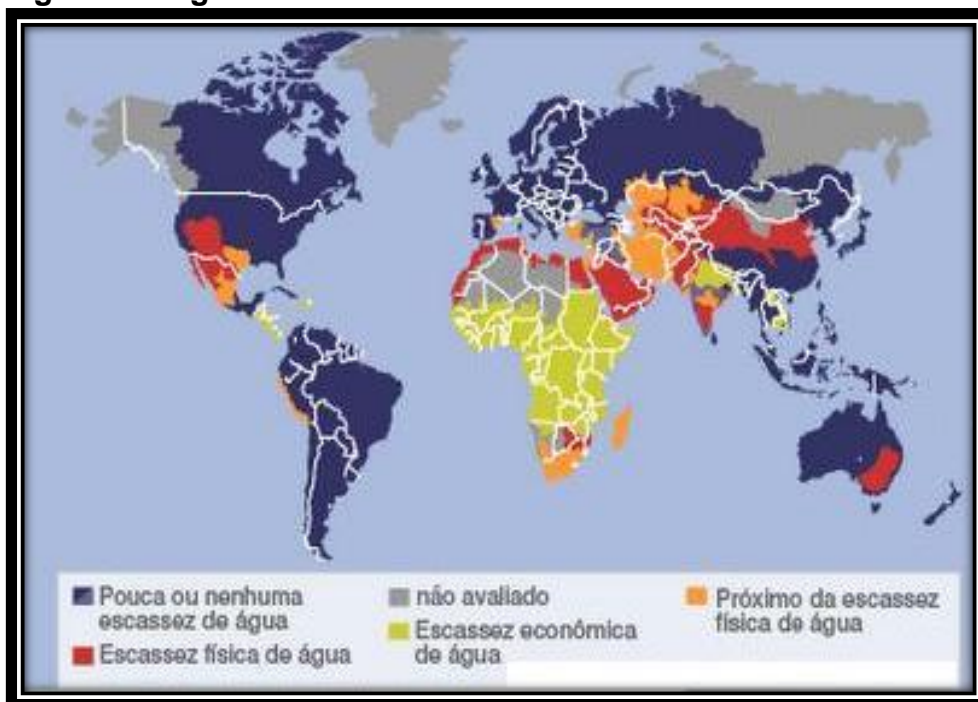 Pouca ou nenhuma
escassez de água
Escassez física de água
não avaliado
Escassez econômica
de água
Próximo da escassez
física de água